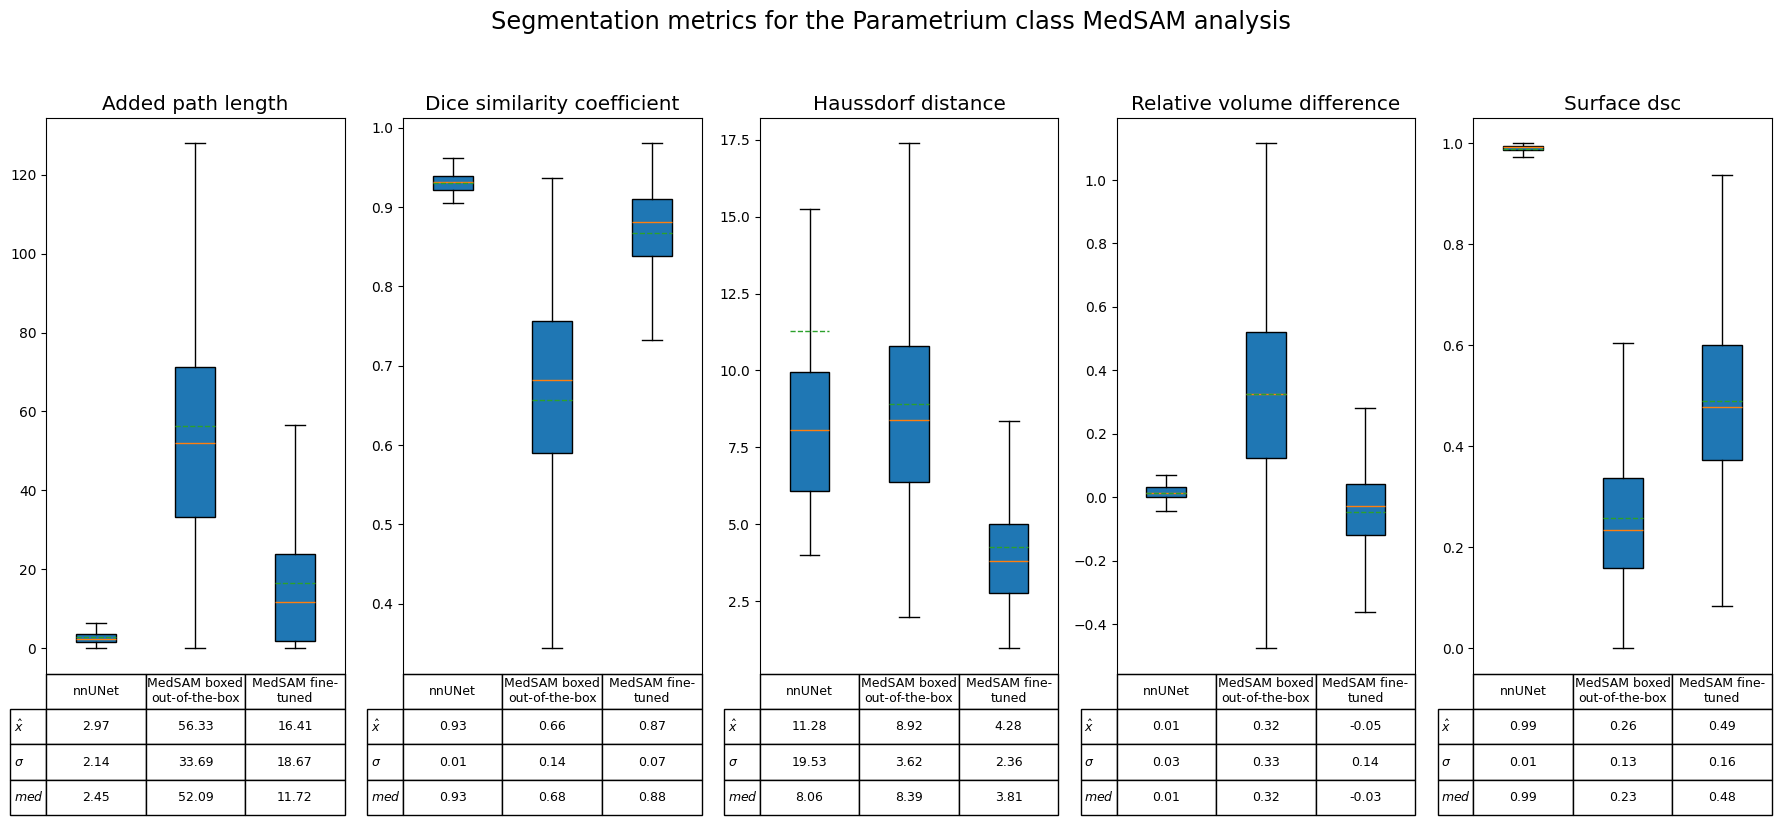 Segmentation metrics for the Parametrium class MedSAM analysis
Added path length
Dice similarity coefficient
Haussdorf distance
Relative volume difference
Surface dsc
120
100
80
60
40
20
0
1.0
0.9
0.8
0.7
0.6
0.5
0.4
17.5
15.0
12.5
10.0
7.5
5.0
2.5
1.0
0.8
0.6
0.4
0.2
0.0
−0.2
−0.4
1.0
0.8
0.6
0.4
0.2
0.0
nnUNet
MedSAM boxed
out-of-the-box
MedSAM fine-
tuned
x̂ 2.97 56.33 16.41
σ 2.14 33.69 18.67
med 2.45 52.09 11.72
nnUNet
MedSAM boxed
out-of-the-box
MedSAM fine-
tuned
x̂ 0.93 0.66 0.87
σ 0.01 0.14 0.07
med 0.93 0.68 0.88
nnUNet
MedSAM boxed
out-of-the-box
MedSAM fine-
tuned
x̂ 11.28 8.92 4.28
σ 19.53 3.62 2.36
med 8.06 8.39 3.81
nnUNet
MedSAM boxed
out-of-the-box
MedSAM fine-
tuned
x̂ 0.01 0.32 -0.05
σ 0.03 0.33 0.14
med 0.01 0.32 -0.03
nnUNet
MedSAM boxed
out-of-the-box
MedSAM fine-
tuned
x̂ 0.99 0.26 0.49
σ 0.01 0.13 0.16
med 0.99 0.23 0.48